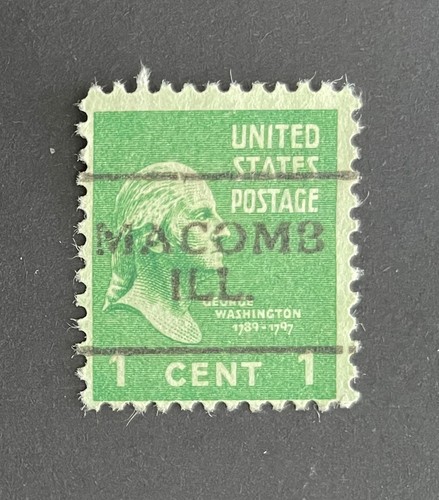 UNITED
STATES
POSTAGE
MACOMB
ILL.
GEORGE
WASHINGTON
1789-1797
1 CENT 1